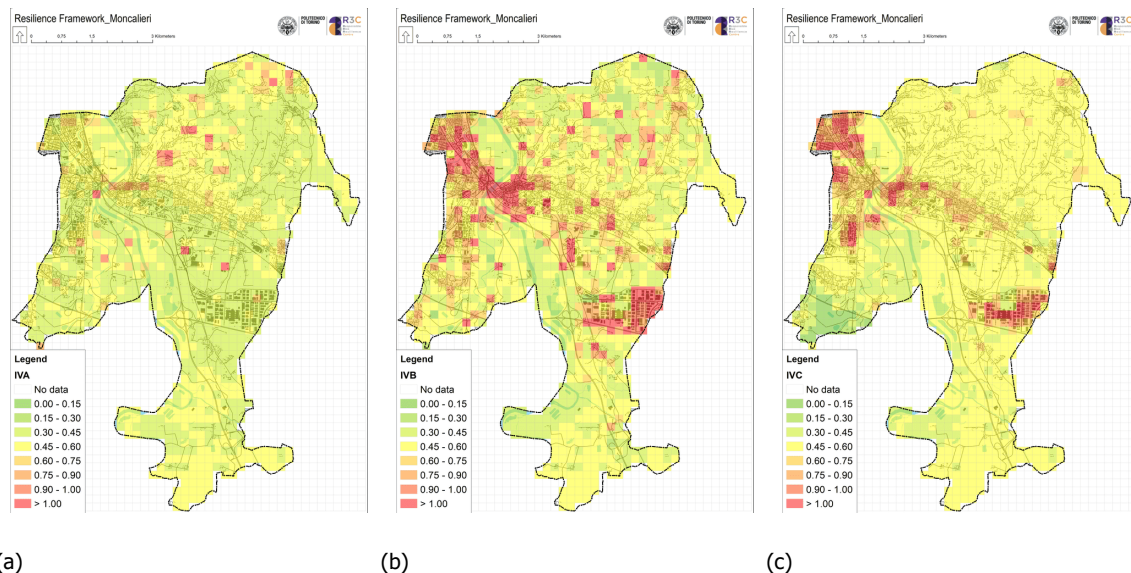 Resilience Framework_Moncalieri
POLITECNICO
DI TORINO
R3C
0 0,75 1,5 3 Kilometers
Legend
IVA
No data
0.00 - 0.15
0.15 - 0.30
0.30 - 0.45
0.45 - 0.60
0.60 - 0.75
0.75 - 0.90
0.90 - 1.00
> 1.00
(a)
Resilience Framework_Moncalieri
POLITECNICO
DI TORINO
R3C
0 0,75 1,5 3 Kilometers
Legend
IVB
No data
0.00 - 0.15
0.15 - 0.30
0.30 - 0.45
0.45 - 0.60
0.60 - 0.75
0.75 - 0.90
0.90 - 1.00
> 1.00
(b)
Resilience Framework_Moncalieri
POLITECNICO
DI TORINO
R3C
0 0,75 1,5 3 Kilometers
Legend
IVC
No data
0.00 - 0.15
0.15 - 0.30
0.30 - 0.45
0.45 - 0.60
0.60 - 0.75
0.75 - 0.90
0.90 - 1.00
> 1.00
(c)